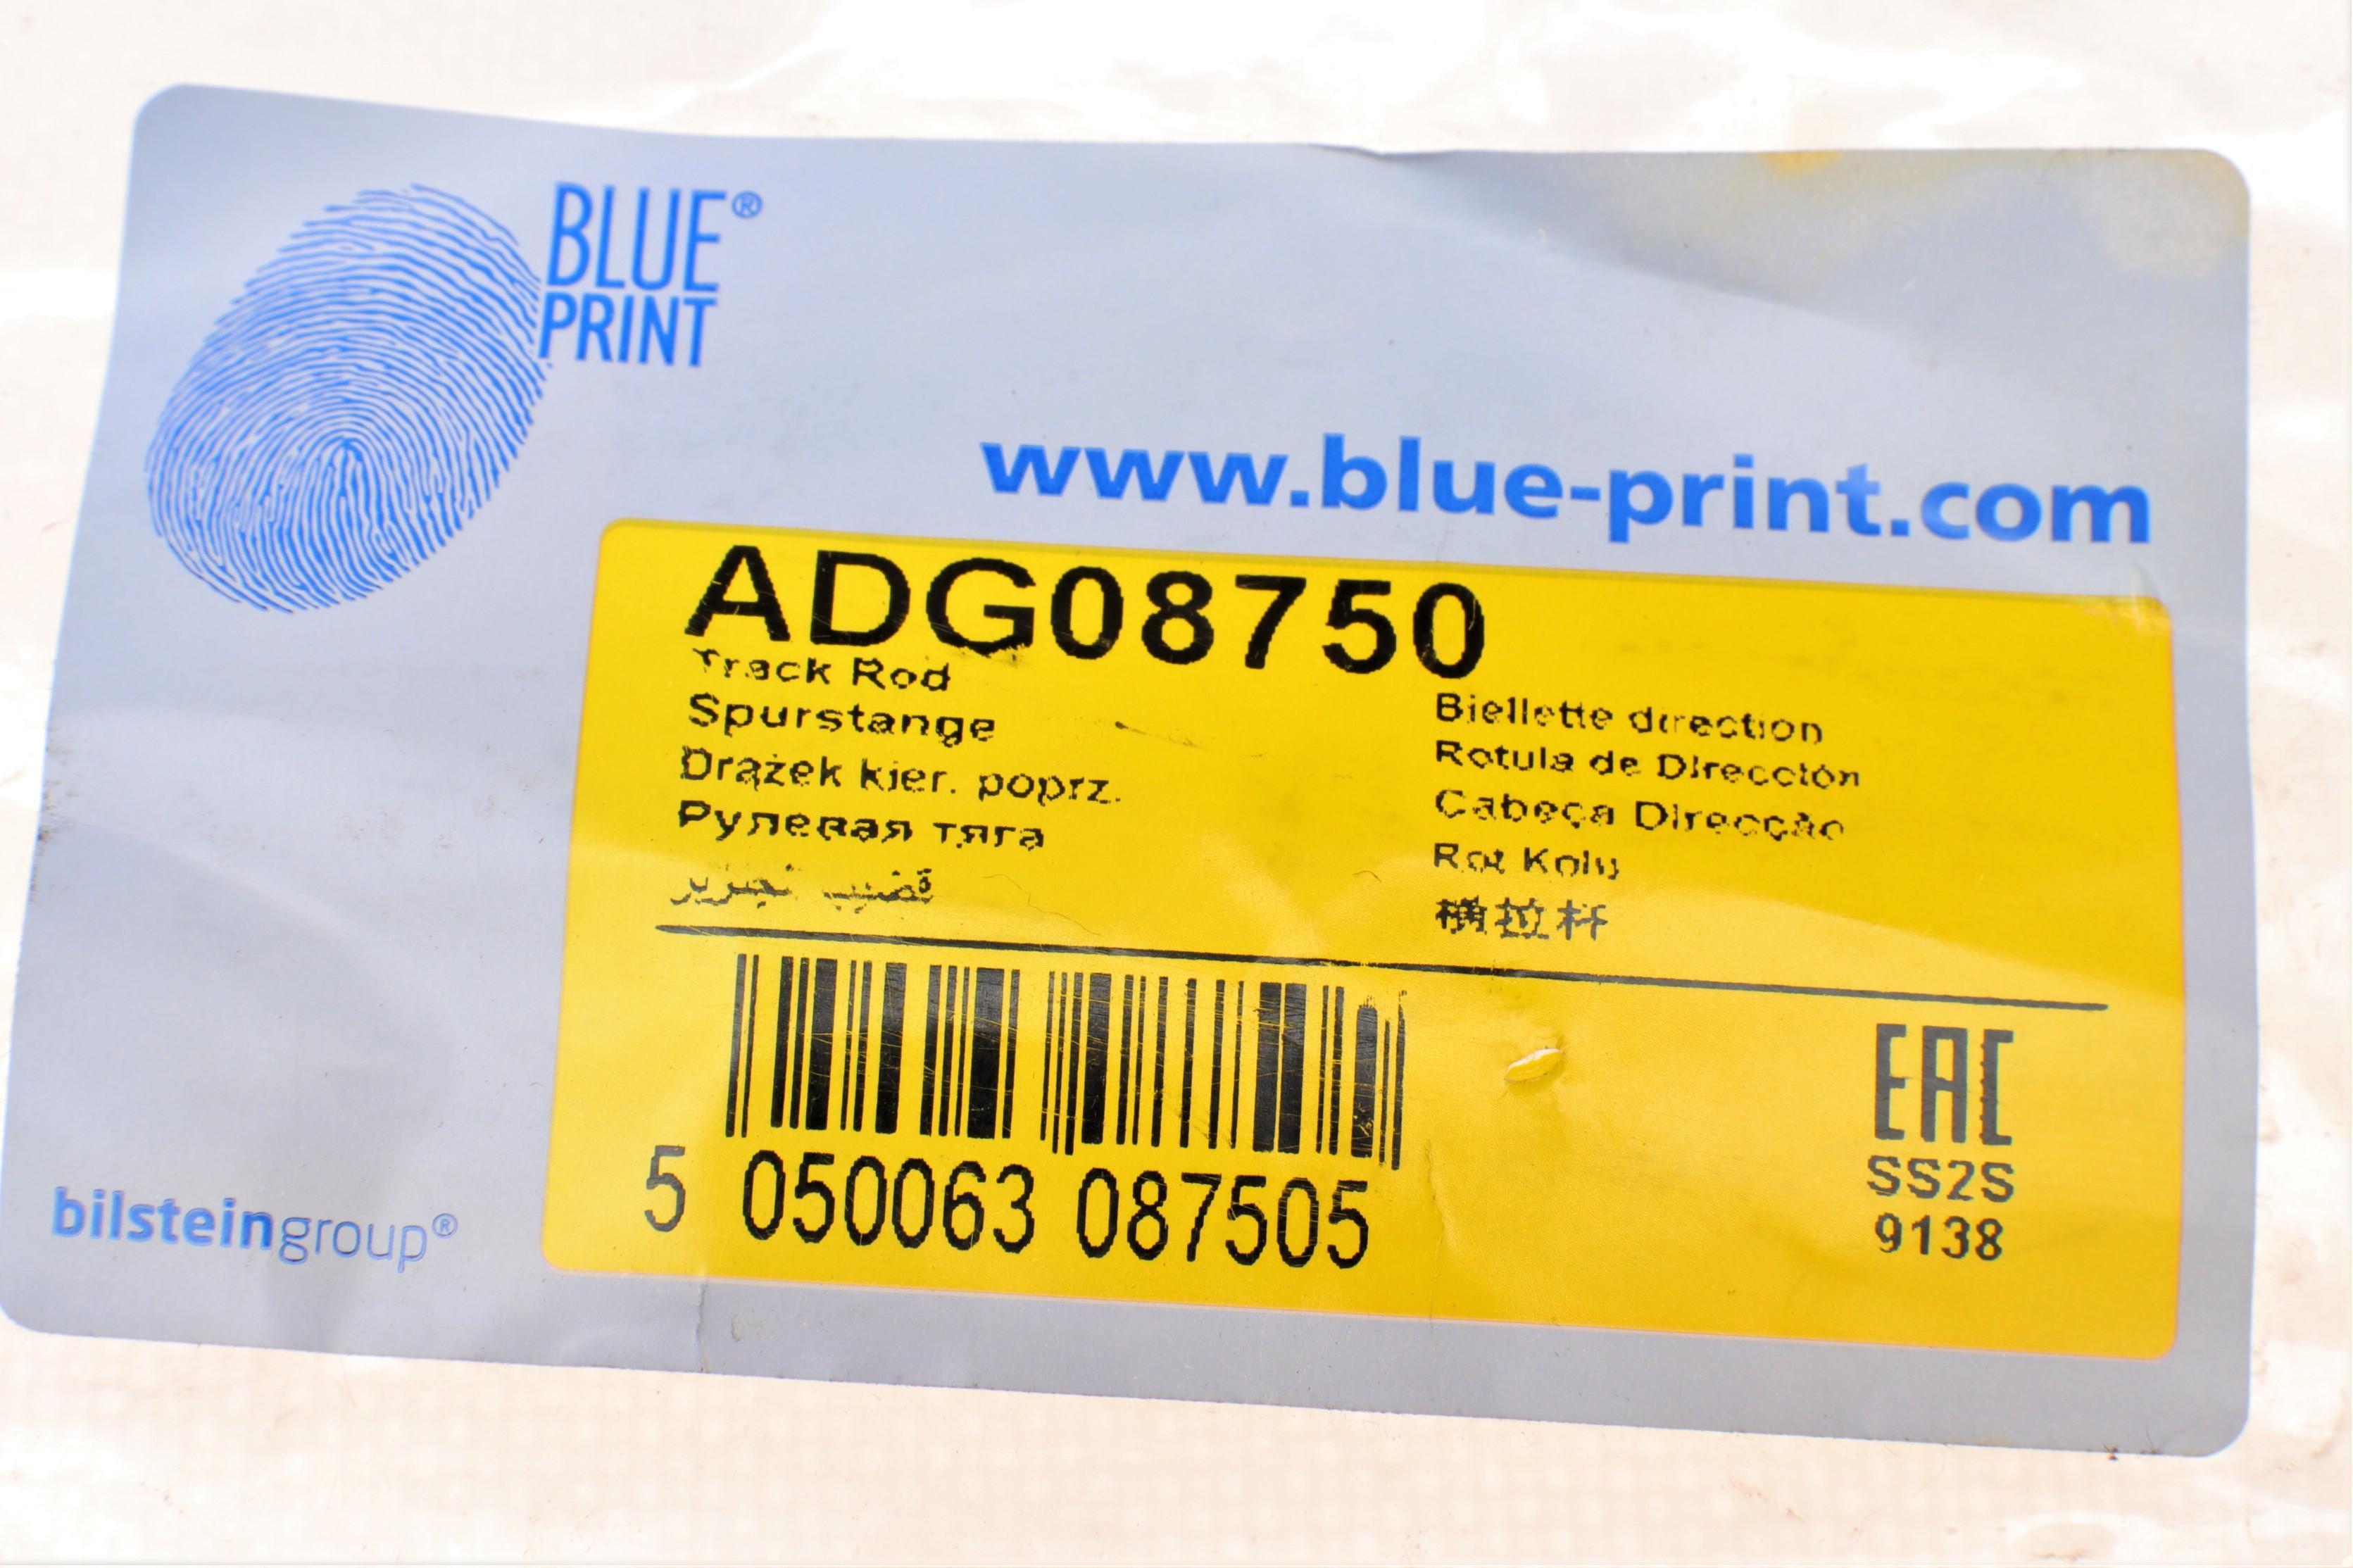 BLUE®
PRINT
www.blue-print.com
ADG08750
Track Rod
Spurstange
Drążek kier. poprz.
Рулевая тяга
Biellette direction
Rotula de Dirección
Cabeça Direcção
Rot Kolu
横拉杆
EAC
SS2S
9138
5 050063 087505
bilsteingroup®